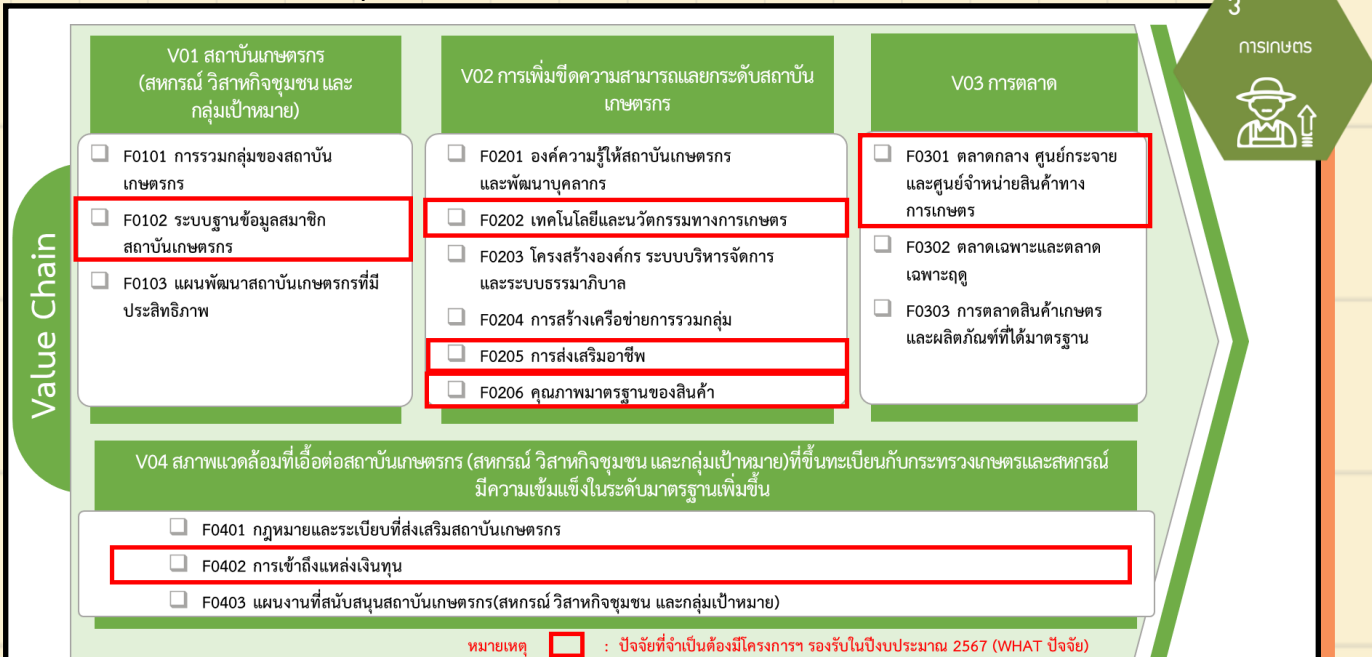 3
การเกษตร
V01 สถาบันเกษตรกร
(สหกรณ์ วิสาหกิจชุมชน และ
กลุ่มเป้าหมาย)
V02 การเพิ่มขีดความสามารถแลยกระดับสถาบัน
เกษตรกร
V03 การตลาด
Value Chain
F0101 การรวมกลุ่มของสถาบัน
เกษตรกร
F0102 ระบบฐานข้อมูลสมาชิก
สถาบันเกษตรกร
F0103 แผนพัฒนาสถาบันเกษตรกรที่มี
ประสิทธิภาพ
F0201 องค์ความรู้ให้สถาบันเกษตรกร
และพัฒนาบุคลากร
F0202 เทคโนโลยีและนวัตกรรมทางการเกษตร
F0203 โครงสร้างองค์กร ระบบบริหารจัดการ
และระบบธรรมาภิบาล
F0204 การสร้างเครือข่ายการรวมกลุ่ม
F0205 การส่งเสริมอาชีพ
F0206 คุณภาพมาตรฐานของสินค้า
F0301 ตลาดกลาง ศูนย์กระจาย
และศูนย์จำหน่ายสินค้าทาง
การเกษตร
F0302 ตลาดเฉพาะและตลาด
เฉพาะฤดู
F0303 การตลาดสินค้าเกษตร
และผลิตภัณฑ์ที่ได้มาตรฐาน
V04 สภาพแวดล้อมที่เอื้อต่อสถาบันเกษตรกร (สหกรณ์ วิสาหกิจชุมชน และกลุ่มเป้าหมาย)ที่ขึ้นทะเบียนกับกระทรวงเกษตรและสหกรณ์
มีความเข้มแข็งในระดับมาตรฐานเพิ่มขึ้น
F0401 กฎหมายและระเบียบที่ส่งเสริมสถาบันเกษตรกร
F0402 การเข้าถึงแหล่งเงินทุน
F0403 แผนงานที่สนับสนุนสถาบันเกษตรกร(สหกรณ์ วิสาหกิจชุมชน และกลุ่มเป้าหมาย)
หมายเหตุ : ปัจจัยที่จำเป็นต้องมีโครงการฯ รองรับในปีงบประมาณ 2567 (WHAT ปัจจัย)